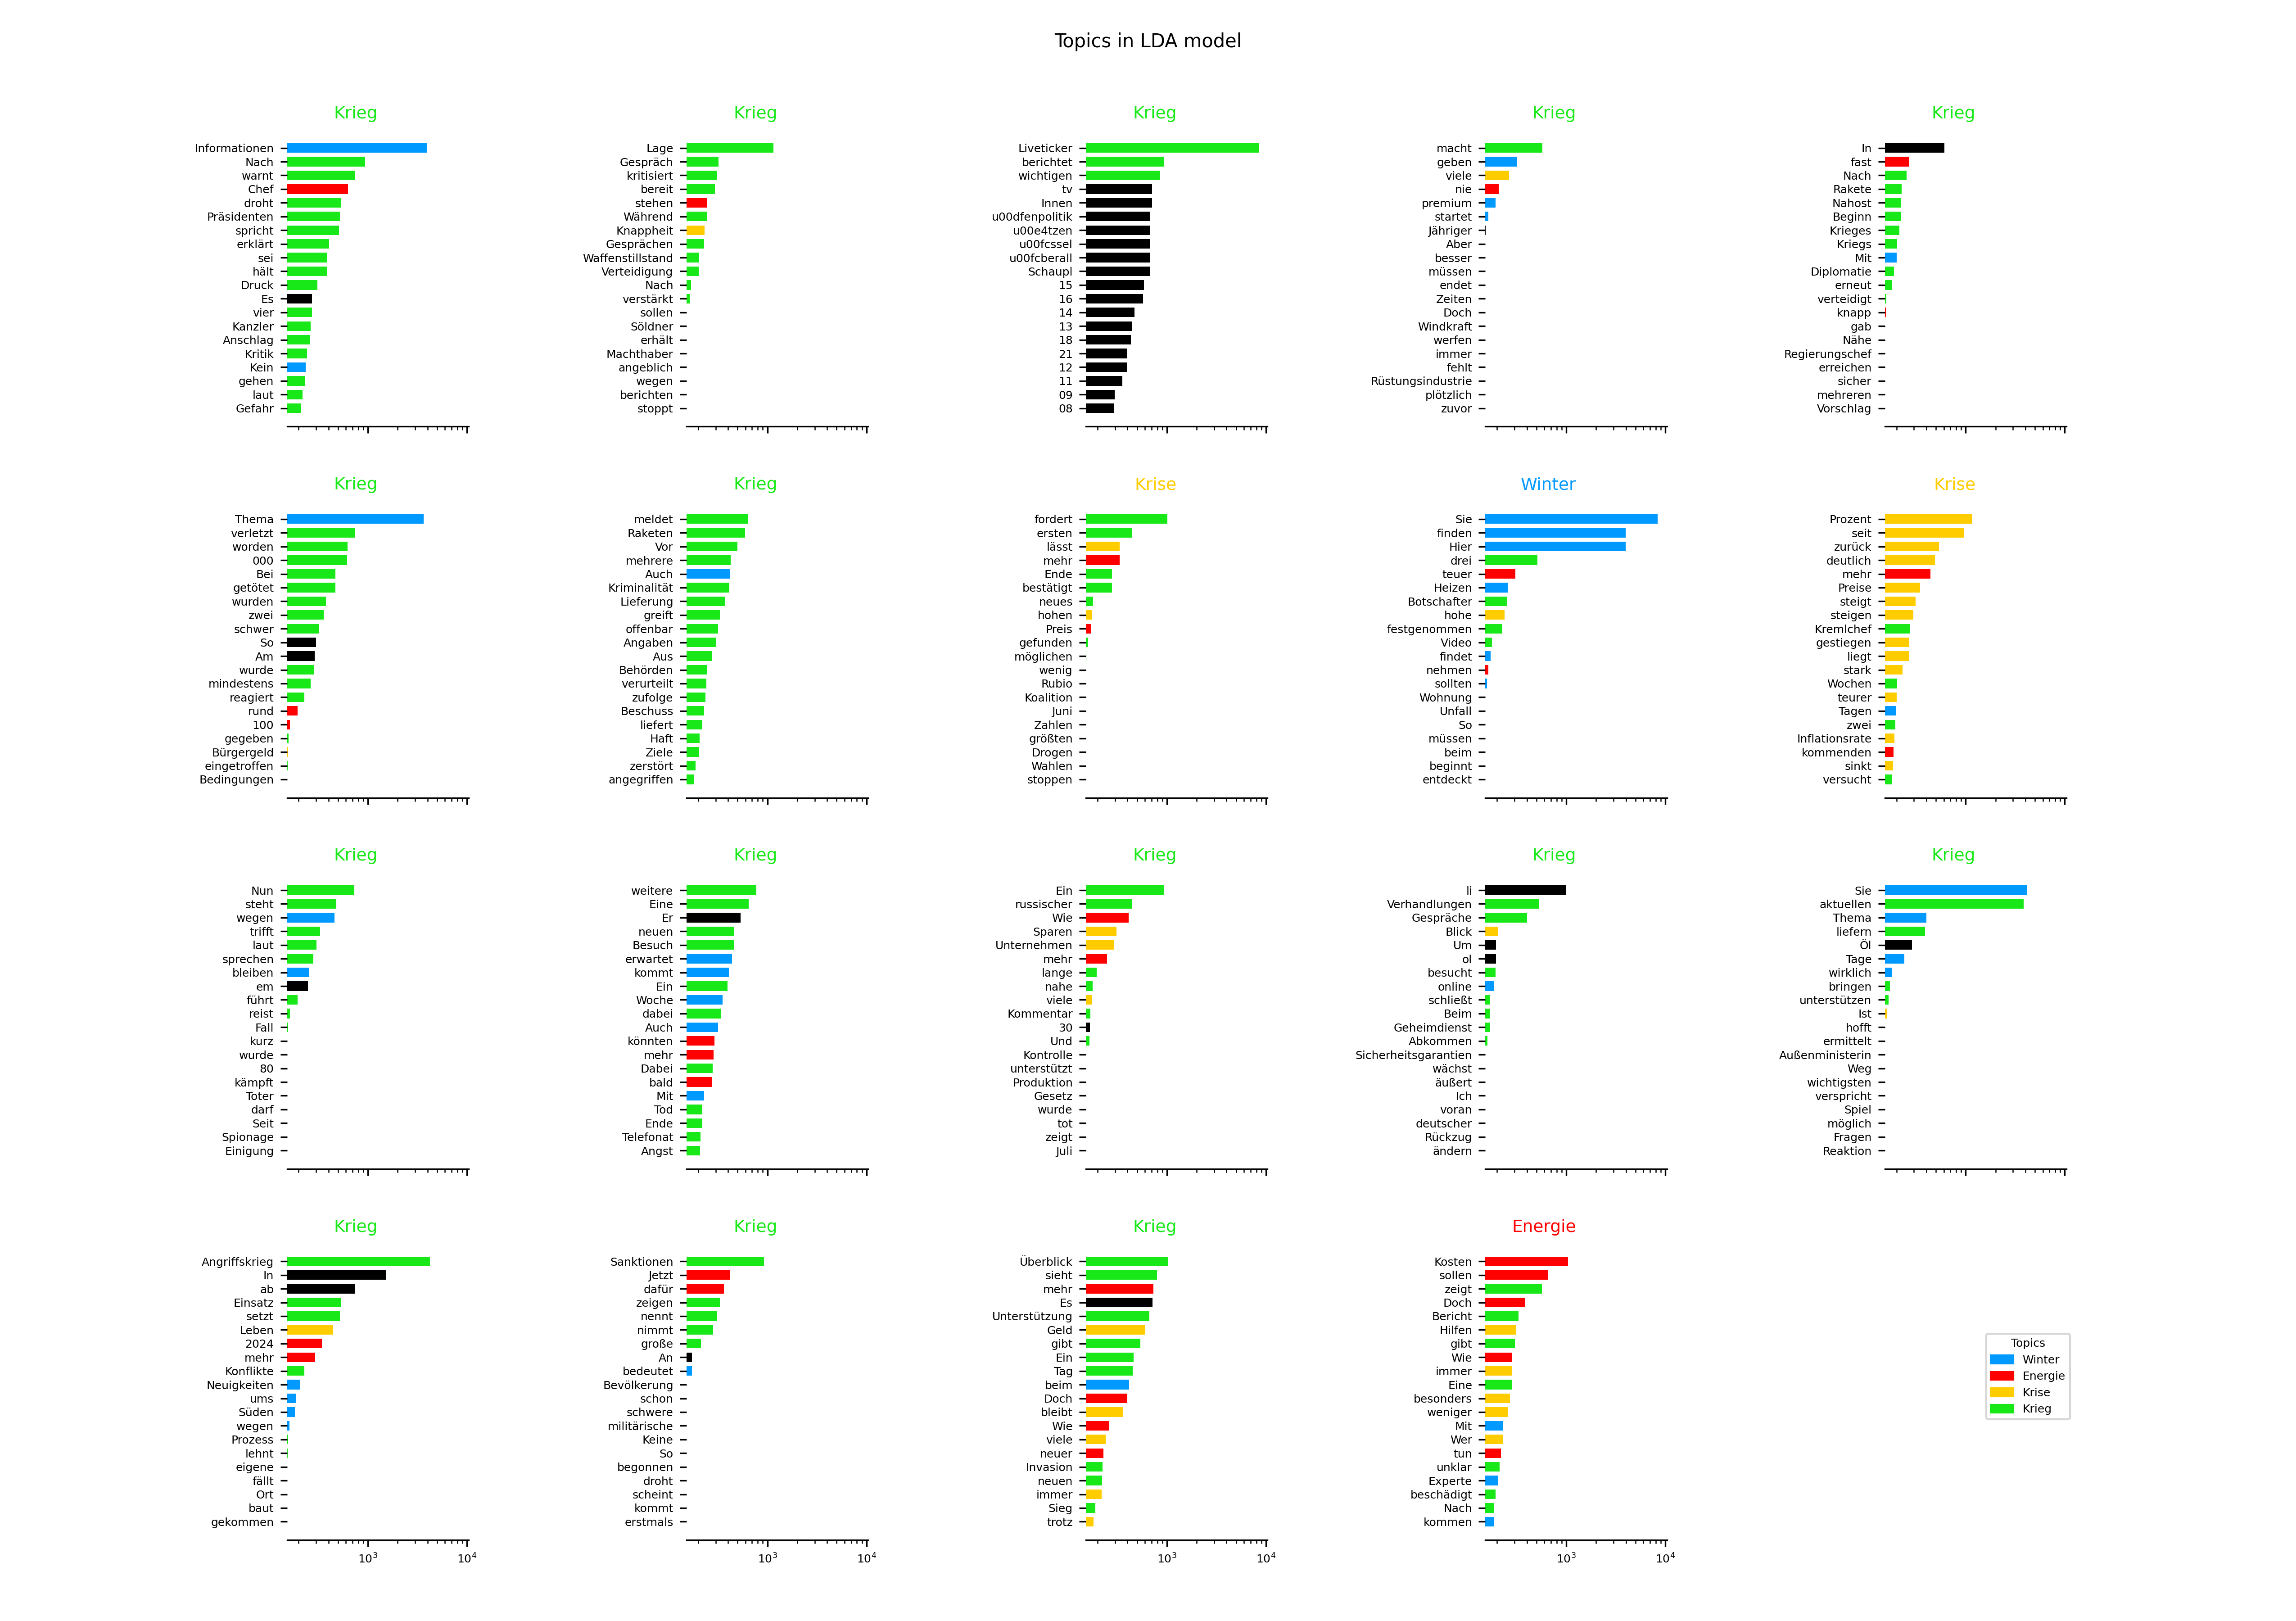 Topics in LDA model
Krieg
Informationen
Nach
warnt
Chef
droht
Präsidenten
spricht
erklärt
sei
hält
Druck
Es
vier
Kanzler
Anschlag
Kritik
Kein
gehen
laut
Gefahr
Krieg
Lage
Gespräch
kritisiert
bereit
stehen
Während
Knappheit
Gesprächen
Waffenstillstand
Verteidigung
Nach
verstärkt
sollen
Söldner
erhält
Machthaber
angeblich
wegen
berichten
stoppt
Krieg
Liveticker
berichtet
wichtigen
tv
Innen
u00dfenpolitik
u00e4tzen
u00fcssel
u00fcberall
Schaupl
15
16
14
13
18
21
12
11
09
08
Krieg
macht
geben
viele
nie
premium
startet
Jähriger
Aber
besser
müssen
endet
Zeiten
Doch
Windkraft
werfen
immer
fehlt
Rüstungsindustrie
plötzlich
zuvor
Krieg
In
fast
Nach
Rakete
Nahost
Beginn
Krieges
Kriegs
Mit
Diplomatie
erneut
verteidigt
knapp
gab
Nähe
Regierungschef
erreichen
sicher
mehreren
Vorschlag
Krieg
Thema
verletzt
worden
000
Bei
getötet
wurden
zwei
schwer
So
Am
wurde
mindestens
reagiert
rund
100
gegeben
Bürgergeld
eingetroffen
Bedingungen
Krieg
meldet
Raketen
Vor
mehrere
Auch
Kriminalität
Lieferung
greift
offenbar
Angaben
Aus
Behörden
verurteilt
zufolge
Beschuss
liefert
Haft
Ziele
zerstört
angegriffen
Krise
fordert
ersten
lässt
mehr
Ende
bestätigt
neues
hohen
Preis
gefunden
möglichen
wenig
Rubio
Koalition
Juni
Zahlen
größten
Drogen
Wahlen
stoppen
Winter
Sie
finden
Hier
drei
teuer
Heizen
Botschafter
hohe
festgenommen
Video
findet
nehmen
sollten
Wohnung
Unfall
So
müssen
beim
beginnt
entdeckt
Krise
Prozent
seit
zurück
deutlich
mehr
Preise
steigt
steigen
Kremlchef
gestiegen
liegt
stark
Wochen
teurer
Tagen
zwei
Inflationsrate
kommenden
sinkt
versucht
Krieg
Nun
steht
wegen
trifft
laut
sprechen
bleiben
em
führt
reist
Fall
kurz
wurde
80
kämpft
Toter
darf
Seit
Spionage
Einigung
Krieg
weitere
Eine
Er
neuen
Besuch
erwartet
kommt
Ein
Woche
dabei
Auch
könnten
mehr
Dabei
bald
Mit
Tod
Ende
Telefonat
Angst
Krieg
Ein
russischer
Wie
Sparen
Unternehmen
mehr
lange
nahe
viele
Kommentar
30
Und
Kontrolle
unterstützt
Produktion
Gesetz
wurde
tot
zeigt
Juli
Krieg
li
Verhandlungen
Gespräche
Blick
Um
ol
besucht
online
schließt
Beim
Geheimdienst
Abkommen
Sicherheitsgarantien
wächst
äußert
Ich
voran
deutscher
Rückzug
ändern
Krieg
Sie
aktuellen
Thema
liefern
Öl
Tage
wirklich
bringen
unterstützen
Ist
hofft
ermittelt
Außenministerin
Weg
wichtigsten
verspricht
Spiel
möglich
Fragen
Reaktion
Krieg
Angriffskrieg
In
ab
Einsatz
setzt
Leben
2024
mehr
Konflikte
Neuigkeiten
ums
Süden
wegen
Prozess
lehnt
eigene
fällt
Ort
baut
gekommen
10³ 10⁴
Krieg
Sanktionen
Jetzt
dafür
zeigen
nennt
nimmt
große
An
bedeutet
Bevölkerung
schon
schwere
militärische
Keine
So
begonnen
droht
scheint
kommt
erstmals
10³ 10⁴
Krieg
Überblick
sieht
mehr
Es
Unterstützung
Geld
gibt
Ein
Tag
beim
Doch
bleibt
Wie
viele
neuer
Invasion
neuen
immer
Sieg
trotz
10³ 10⁴
Energie
Kosten
sollen
zeigt
Doch
Bericht
Hilfen
gibt
Wie
immer
Eine
besonders
weniger
Mit
Wer
tun
unklar
Experte
beschädigt
Nach
kommen
10³ 10⁴
Topics
Winter
Energie
Krise
Krieg